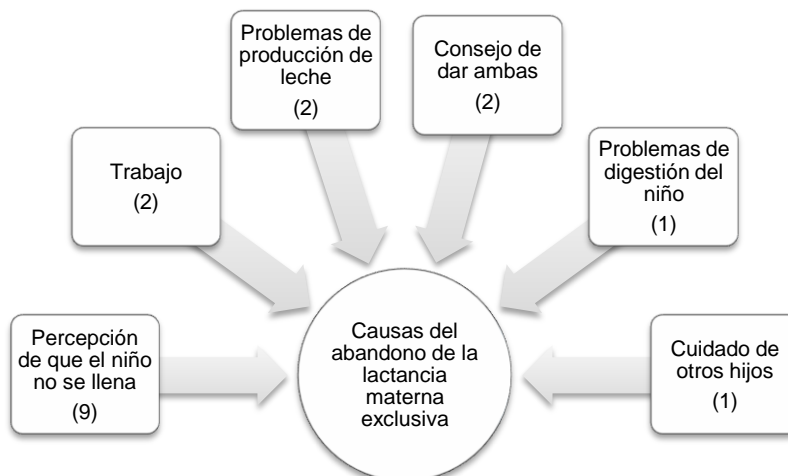 Problemas de
producción de
leche
(2)
Consejo de
dar ambas
(2)
Trabajo
(2)
Problemas de
digestión del
niño
(1)
Percepción
de que el niño
no se llena
(9)
Causas del
abandono de la
lactancia
materna
exclusiva
Cuidado de
otros hijos
(1)